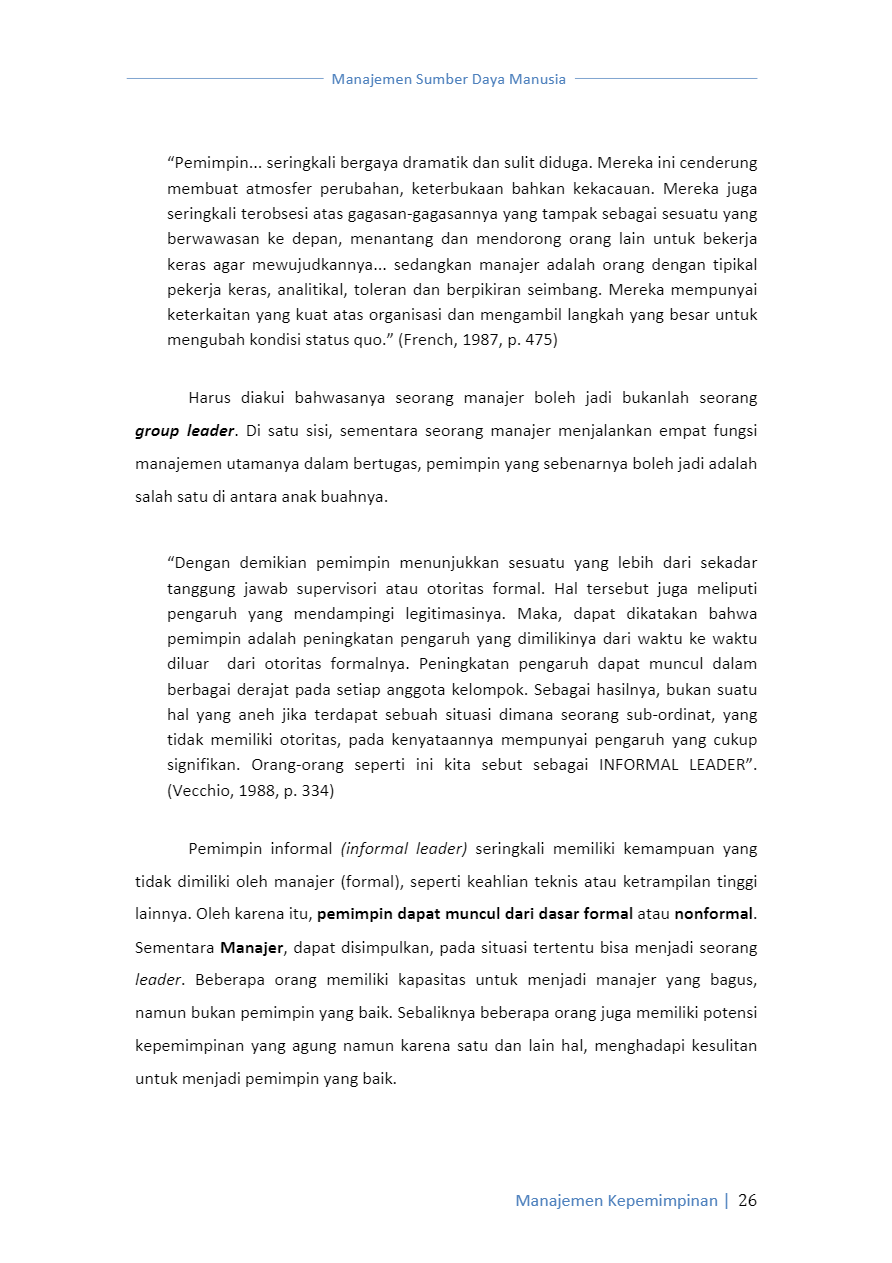 Manajemen Sumber Daya Manusia
“Pemimpin... seringkali bergaya dramatik dan sulit diduga. Mereka ini cenderung
membuat atmosfer perubahan, keterbukaan bahkan kekacauan. Mereka juga
seringkali terobsesi atas gagasan-gagasannya yang tampak sebagai sesuatu yang
berwawasan ke depan, menantang dan mendorong orang lain untuk bekerja
keras agar mewujudkannya... sedangkan manajer adalah orang dengan tipikal
pekerja keras, analitikal, toleran dan berpikiran seimbang. Mereka mempunyai
keterkaitan yang kuat atas organisasi dan mengambil langkah yang besar untuk
mengubah kondisi status quo.” (French, 1987, p. 475)
Harus diakui bahwasanya seorang manajer boleh jadi bukanlah seorang
group leader. Di satu sisi, sementara seorang manajer menjalankan empat fungsi
manajemen utamanya dalam bertugas, pemimpin yang sebenarnya boleh jadi adalah
salah satu di antara anak buahnya.
“Dengan demikian pemimpin menunjukkan sesuatu yang lebih dari sekadar
tanggung jawab supervisori atau otoritas formal. Hal tersebut juga meliputi
pengaruh yang mendampingi legitimasinya. Maka, dapat dikatakan bahwa
pemimpin adalah peningkatan pengaruh yang dimilikinya dari waktu ke waktu
diluar dari otoritas formalnya. Peningkatan pengaruh dapat muncul dalam
berbagai derajat pada setiap anggota kelompok. Sebagai hasilnya, bukan suatu
hal yang aneh jika terdapat sebuah situasi dimana seorang sub-ordinat, yang
tidak memiliki otoritas, pada kenyataannya mempunyai pengaruh yang cukup
signifikan. Orang-orang seperti ini kita sebut sebagai INFORMAL LEADER”.
(Vecchio, 1988, p. 334)
Pemimpin informal (informal leader) seringkali memiliki kemampuan yang
tidak dimiliki oleh manajer (formal), seperti keahlian teknis atau ketrampilan tinggi
lainnya. Oleh karena itu, pemimpin dapat muncul dari dasar formal atau nonformal.
Sementara Manajer, dapat disimpulkan, pada situasi tertentu bisa menjadi seorang
leader. Beberapa orang memiliki kapasitas untuk menjadi manajer yang bagus,
namun bukan pemimpin yang baik. Sebaliknya beberapa orang juga memiliki potensi
kepemimpinan yang agung namun karena satu dan lain hal, menghadapi kesulitan
untuk menjadi pemimpin yang baik.
Manajemen Kepemimpinan | 26